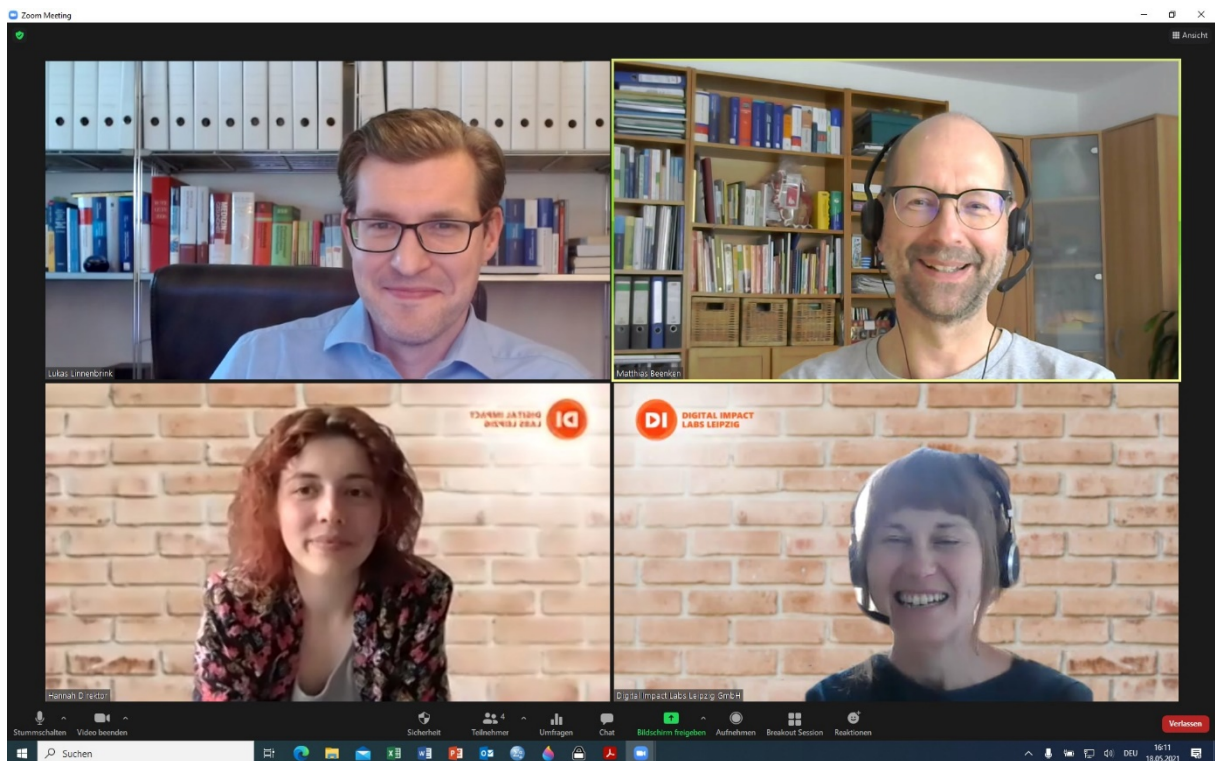 Zoom Meeting
Ansicht
Lukas Linnenbrink
Matthias Beenken
DIGITAL IMPACT
LABS LEIPZIG
DI
DI
DIGITAL IMPACT
LABS LEIPZIG
Hannah Direktor
Digital Impact Labs Leipzig GmbH
Stummschalten
Video beenden
Sicherheit
4
Teilnehmer
Umfragen
Chat
Bildschirm freigeben
Aufnehmen
Breakout Session
Reaktionen
Verlassen
Suchen
DEU
16:11
18.05.2021